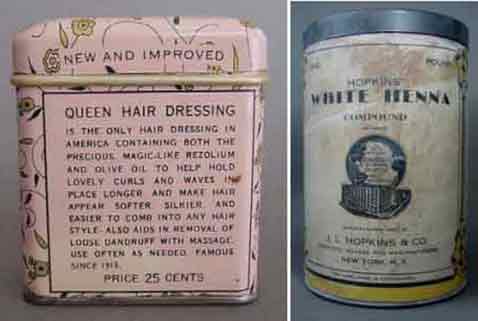 NEW AND IMPROVED
QUEEN HAIR DRESSING
IS THE ONLY HAIR DRESSING IN
AMERICA CONTAINING BOTH THE
PRECIOUS, MAGIC-LIKE REZOLIUM
AND OLIVE OIL TO HELP HOLD
LOVELY CURLS AND WAVES IN
PLACE LONGER AND MAKE HAIR
APPEAR SOFTER, SILKIER, AND
EASIER TO COMB INTO ANY HAIR
STYLE. ALSO AIDS IN REMOVAL OF
LOOSE DANDRUFF WITH MASSAGE.
USE OFTEN AS NEEDED. FAMOUS
SINCE 1915.
PRICE 25 CENTS
ONE POUND
HOPKINS'
WHITE HENNA
COMPOUND
J. L. HOPKINS & CO.
NEW YORK, N.Y.